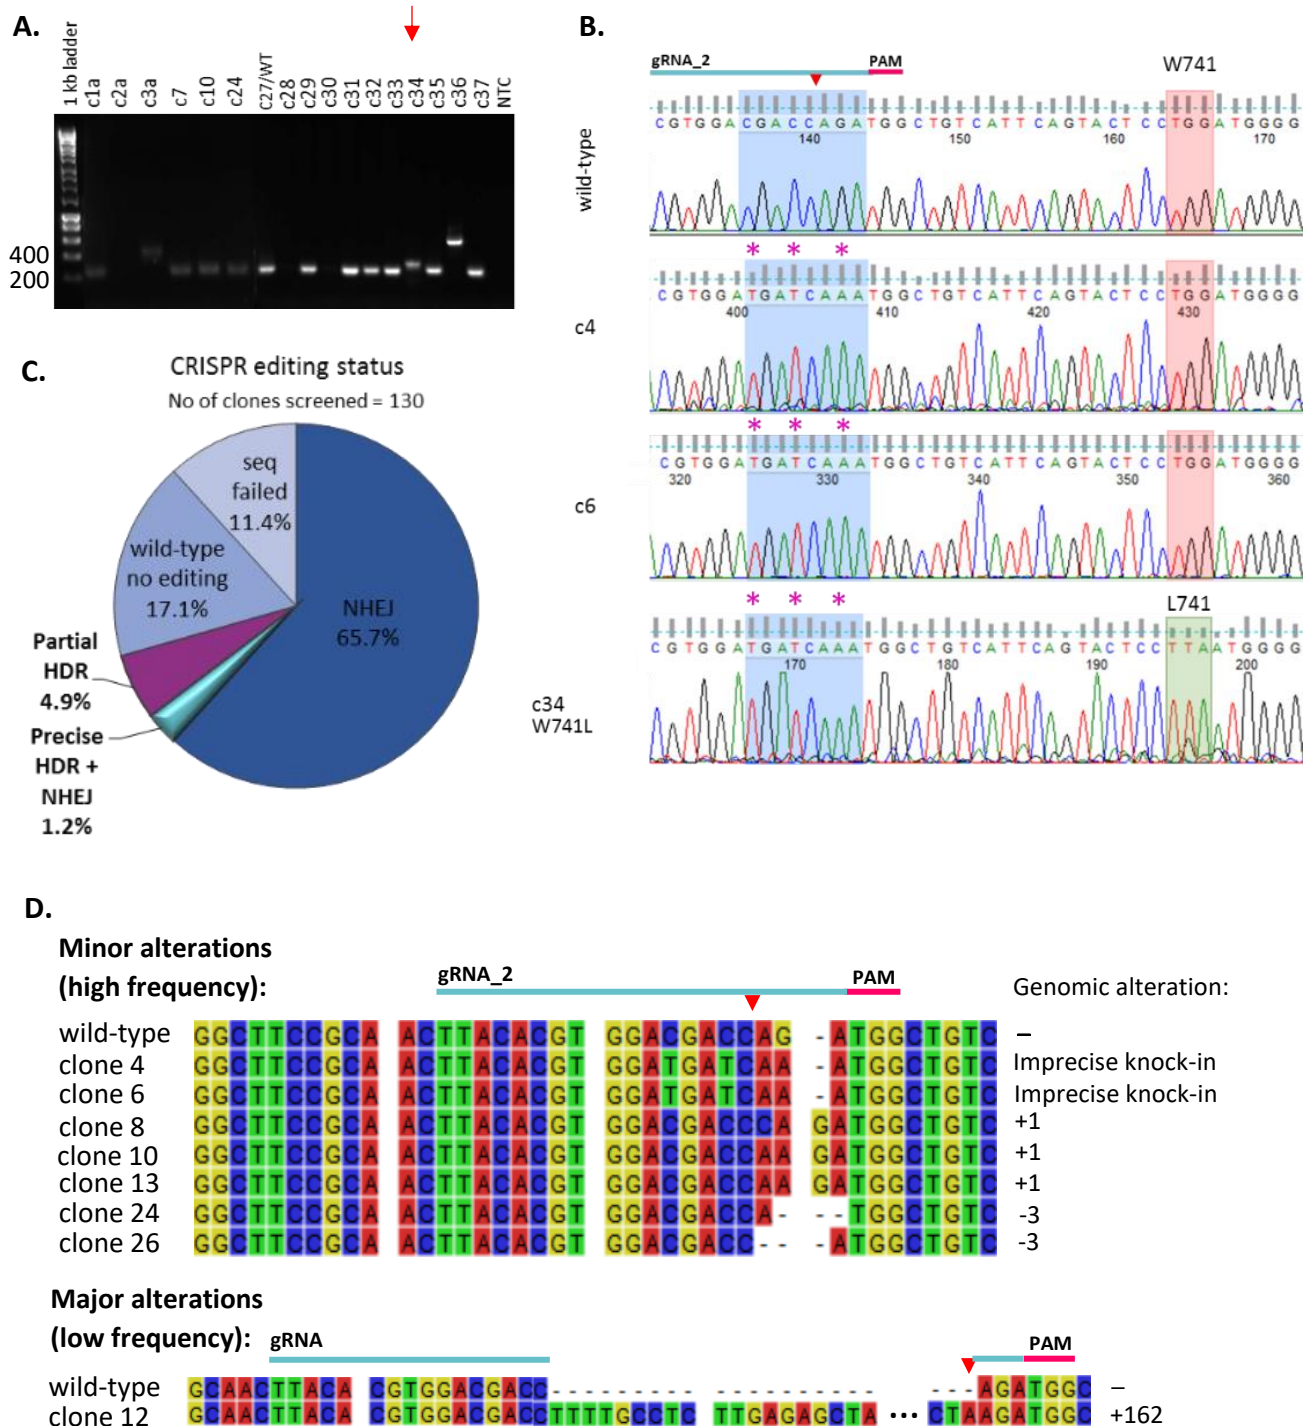 A.
1 kb ladder
c1a
c2a
c3a
c7
c10
c24
C27/WT
c28
c29
c30
c31
c32
c33
c34
c35
c36
c37
NTC
400
200
B.
gRNA_2 PAM W741
wild-type
CGTGGACGACCAGATGGCTGTCATTCAGTACTCCTGGATGGGG
140 150 160 170
* * *
c4
CGTGGATGATCAAATGGCTGTCATTCAGTACTCCTGGATGGGG
400 410 420 430
* * *
c6
CGTGGATGATCAAATGGCTGTCATTCAGTACTCCTGGATGGGG
320 330 340 350 360
* * *
L741
c34
W741L
CGTGGATGATCAAATGGCTGTCATTCAGTACTCCTTAATGGGG
170 180 190 200
C.
CRISPR editing status
No of clones screened = 130
seq
failed
11.4%
wild-type
no editing
17.1%
NHEJ
65.7%
Partial
HDR
4.9%
Precise
HDR +
NHEJ
1.2%
D.
Minor alterations
(high frequency):
gRNA_2 PAM
Genomic alteration:
wild-type GGCTTCCGCA ACTTACACGT GGACGACCAG -ATGGCTGTC –
clone 4 GGCTTCCGCA ACTTACACGT GGATGATCAA -ATGGCTGTC Imprecise knock-in
clone 6 GGCTTCCGCA ACTTACACGT GGATGATCAA -ATGGCTGTC Imprecise knock-in
clone 8 GGCTTCCGCA ACTTACACGT GGACGACCCA GATGGCTGTC +1
clone 10 GGCTTCCGCA ACTTACACGT GGACGACCAA GATGGCTGTC +1
clone 13 GGCTTCCGCA ACTTACACGT GGACGACCAA GATGGCTGTC +1
clone 24 GGCTTCCGCA ACTTACACGT GGACGACCA- --TGGCTGTC -3
clone 26 GGCTTCCGCA ACTTACACGT GGACGACC-- -ATGGCTGTC -3
Major alterations
(low frequency):
gRNA PAM
wild-type GCAACTTACA CGTGGACGACC--------- ---------- ---AGATGGC –
clone 12 GCAACTTACA CGTGGACGACCTTTTGCCTC TTGAGAGCTA ••• CTAAGATGGC +162